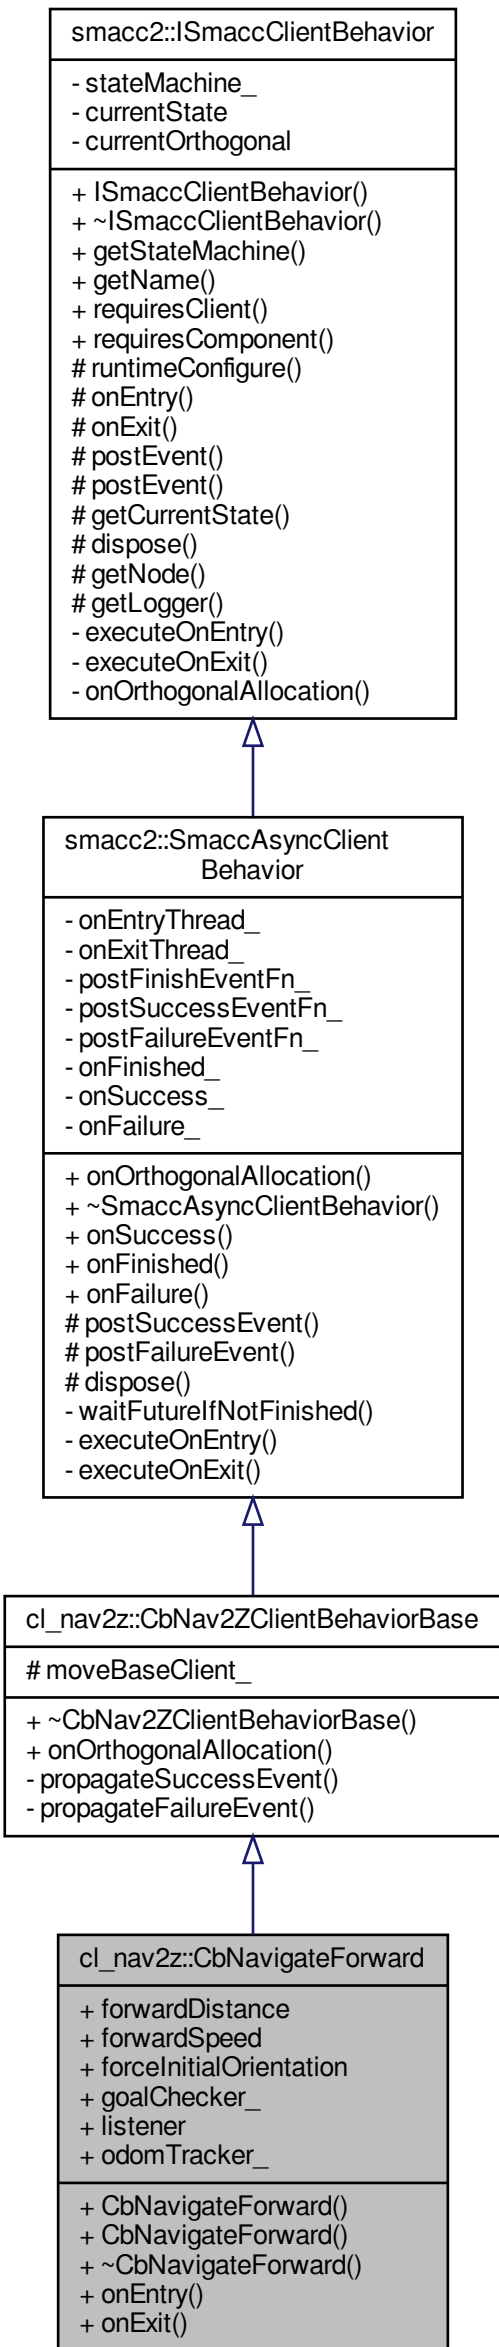 smacc2::ISmaccClientBehavior
- stateMachine_
- currentState
- currentOrthogonal
+ ISmaccClientBehavior()
+ ~ISmaccClientBehavior()
+ getStateMachine()
+ getName()
+ requiresClient()
+ requiresComponent()
# runtimeConfigure()
# onEntry()
# onExit()
# postEvent()
# postEvent()
# getCurrentState()
# dispose()
# getNode()
# getLogger()
- executeOnEntry()
- executeOnExit()
- onOrthogonalAllocation()
smacc2::SmaccAsyncClient
Behavior
- onEntryThread_
- onExitThread_
- postFinishEventFn_
- postSuccessEventFn_
- postFailureEventFn_
- onFinished_
- onSuccess_
- onFailure_
+ onOrthogonalAllocation()
+ ~SmaccAsyncClientBehavior()
+ onSuccess()
+ onFinished()
+ onFailure()
# postSuccessEvent()
# postFailureEvent()
# dispose()
- waitFutureIfNotFinished()
- executeOnEntry()
- executeOnExit()
cl_nav2z::CbNav2ZClientBehaviorBase
# moveBaseClient_
+ ~CbNav2ZClientBehaviorBase()
+ onOrthogonalAllocation()
- propagateSuccessEvent()
- propagateFailureEvent()
cl_nav2z::CbNavigateForward
+ forwardDistance
+ forwardSpeed
+ forceInitialOrientation
+ goalChecker_
+ listener
+ odomTracker_
+ CbNavigateForward()
+ CbNavigateForward()
+ ~CbNavigateForward()
+ onEntry()
+ onExit()